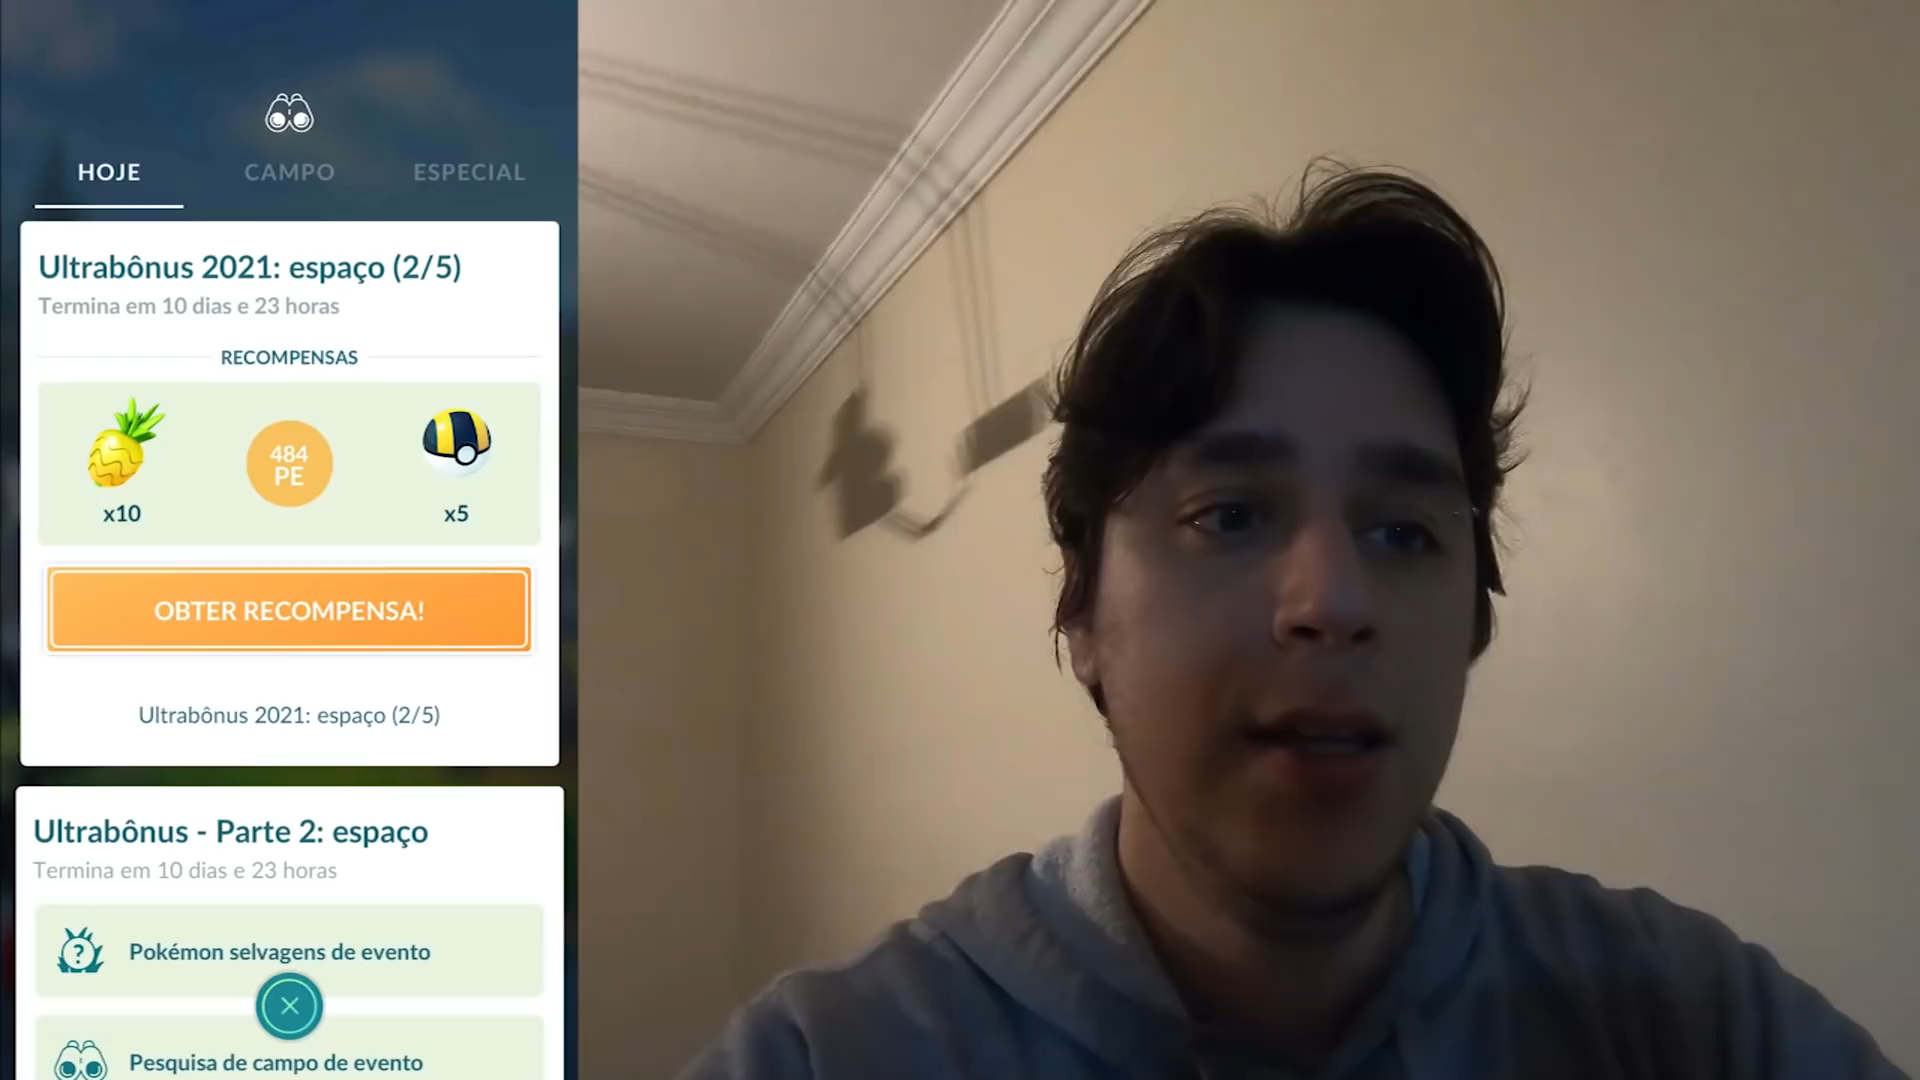 HOJE
CAMPO
ESPECIAL
Ultrabônus 2021: espaço (2/5)
Termina em 10 dias e 23 horas
RECOMPENSAS
484
PE
x10
x5
OBTER RECOMPENSA!
Ultrabônus 2021: espaço (2/5)
Ultrabônus - Parte 2: espaço
Termina em 10 dias e 23 horas
?
Pokémon selvagens de evento
Pesquisa de campo de evento